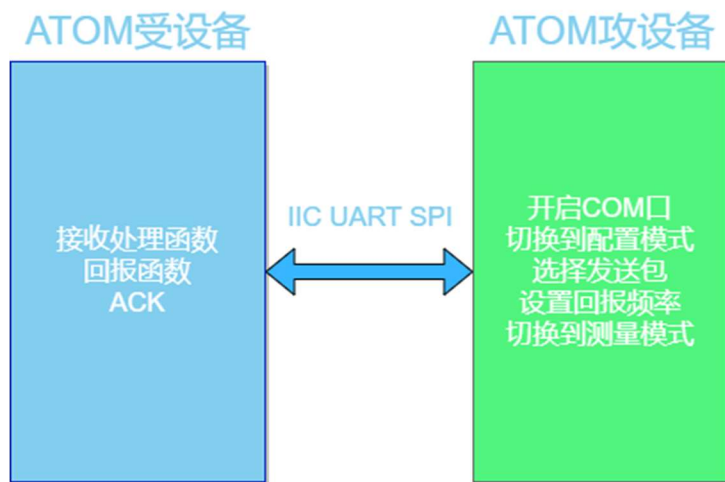 ATOM受设备
ATOM攻设备
接收处理函数
回报函数
ACK
IIC UART SPI
开启COM口
切换到配置模式
选择发送包
设置回报频率
切换到测量模式